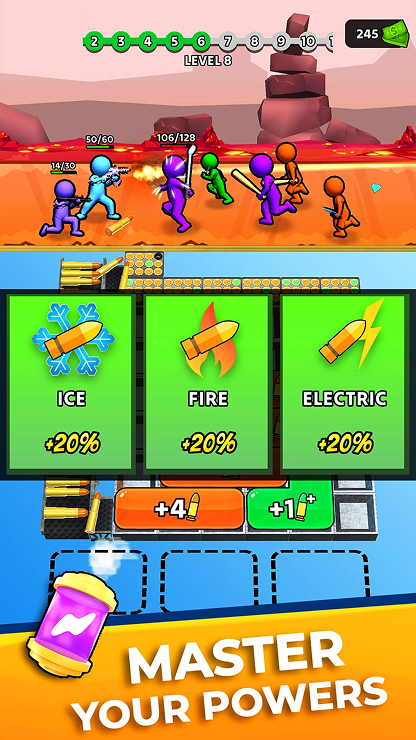 2 3 4 5 6 7 8 9 10
LEVEL 8
245
50/60
106/128
14/30
ICE
FIRE
ELECTRIC
+20%
+20%
+20%
+4
+1+
MASTER
YOUR POWERS